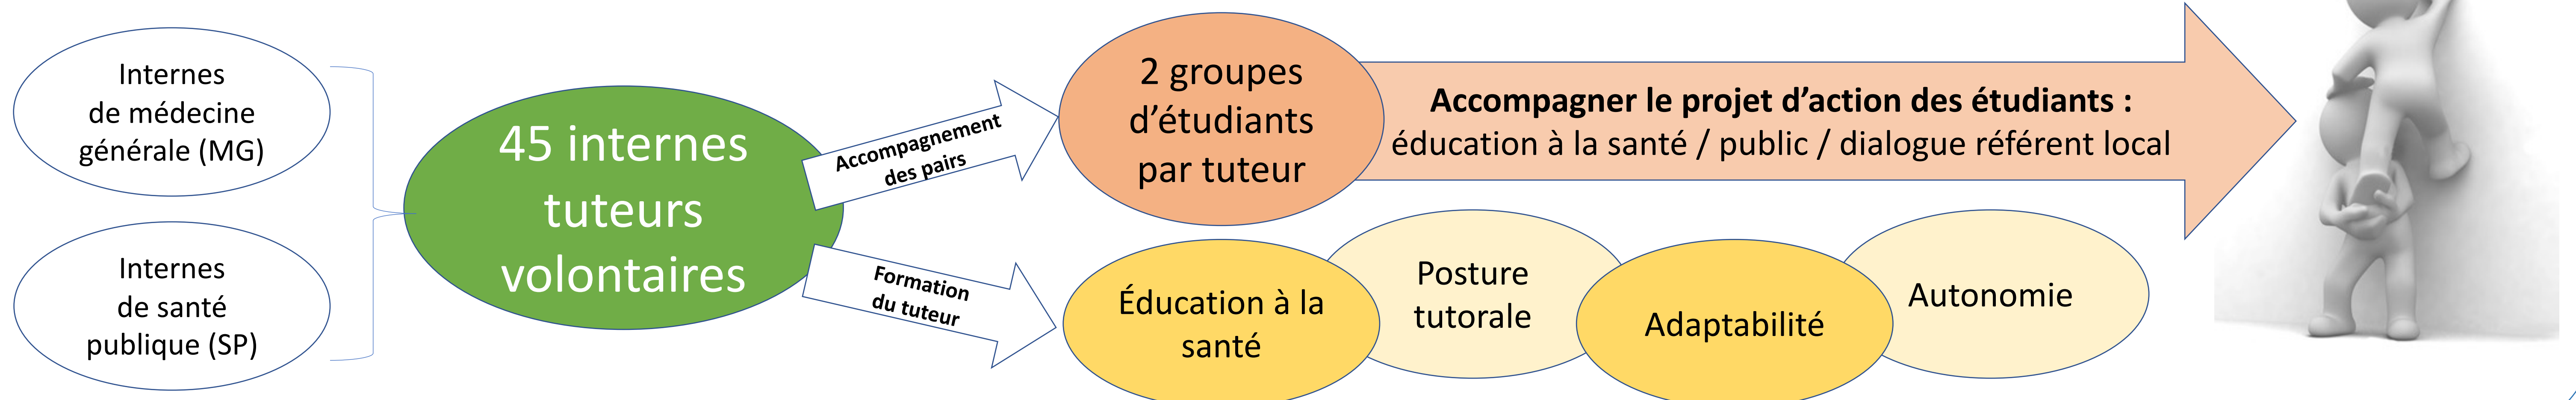 Internes
de médecine
générale (MG)
Internes
de santé
publique (SP)
45 internes
tuteurs
volontaires
Accompagnement
des pairs
Formation
du tuteur
2 groupes
d’étudiants
par tuteur
Accompagner le projet d’action des étudiants :
éducation à la santé / public / dialogue référent local
Éducation à la
santé
Posture
tutorale
Adaptabilité
Autonomie